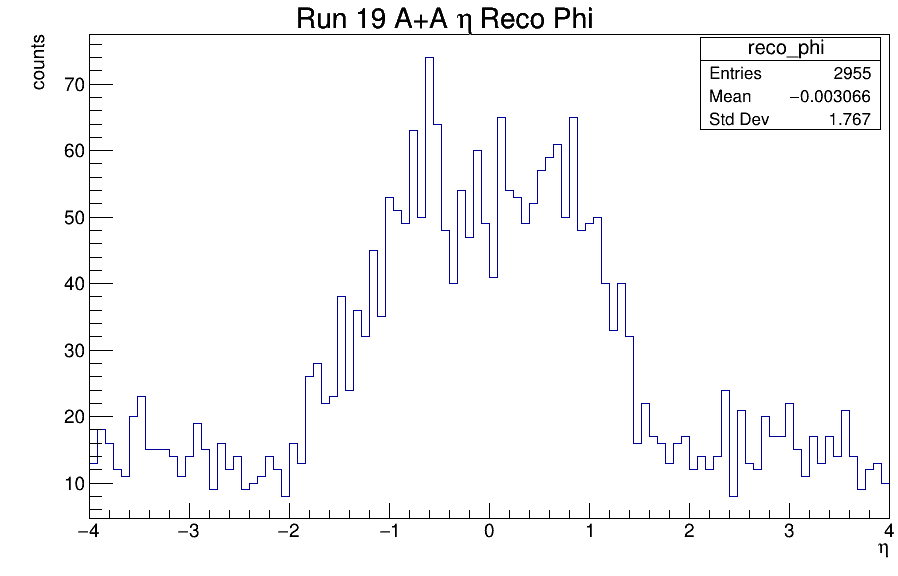 Run 19 A+A η Reco Phi
counts
reco_phi
Entries 2955
Mean −0.003066
Std Dev 1.767
70
60
50
40
30
20
10
−4 −3 −2 −1 0 1 2 3 4
η